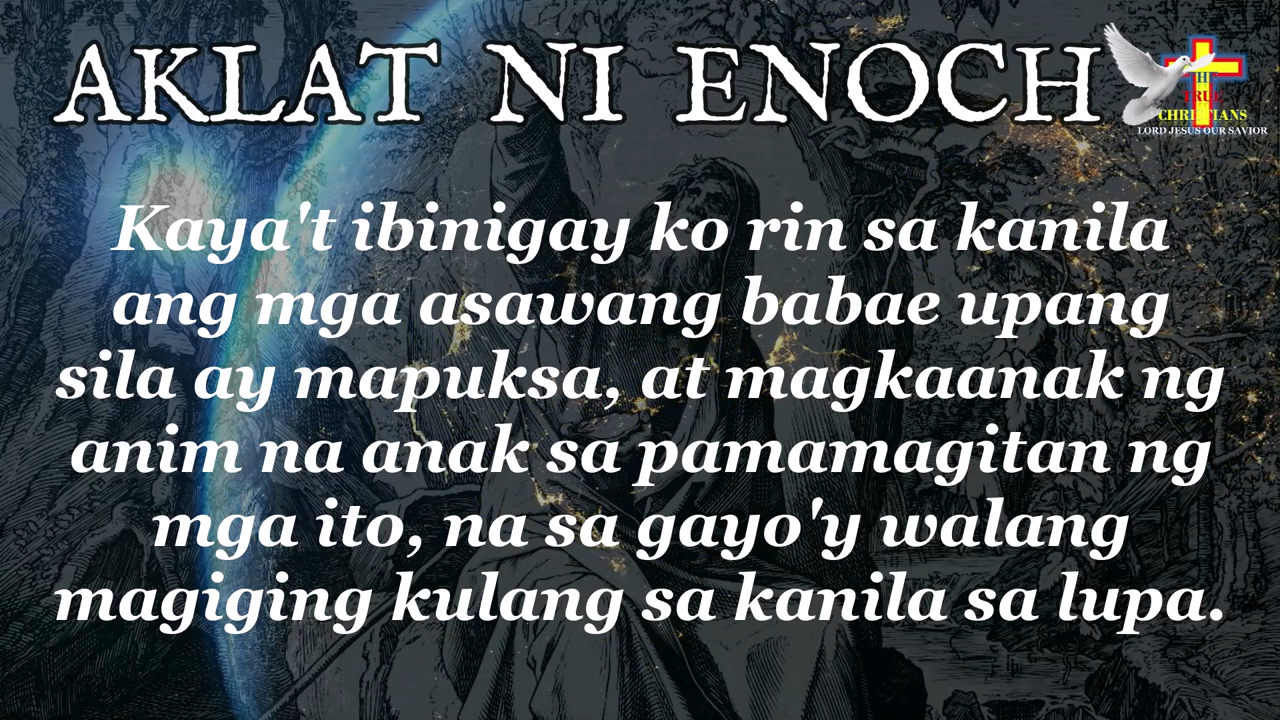 AKLAT NI ENOCH
TRUE
CHRISTIANS
LORD JESUS OUR SAVIOR
Kaya't ibinigay ko rin sa kanila
ang mga asawang babae upang
sila ay mapuksa, at magkaanak ng
anim na anak sa pamamagitan ng
mga ito, na sa gayo'y walang
magiging kulang sa kanila sa lupa.